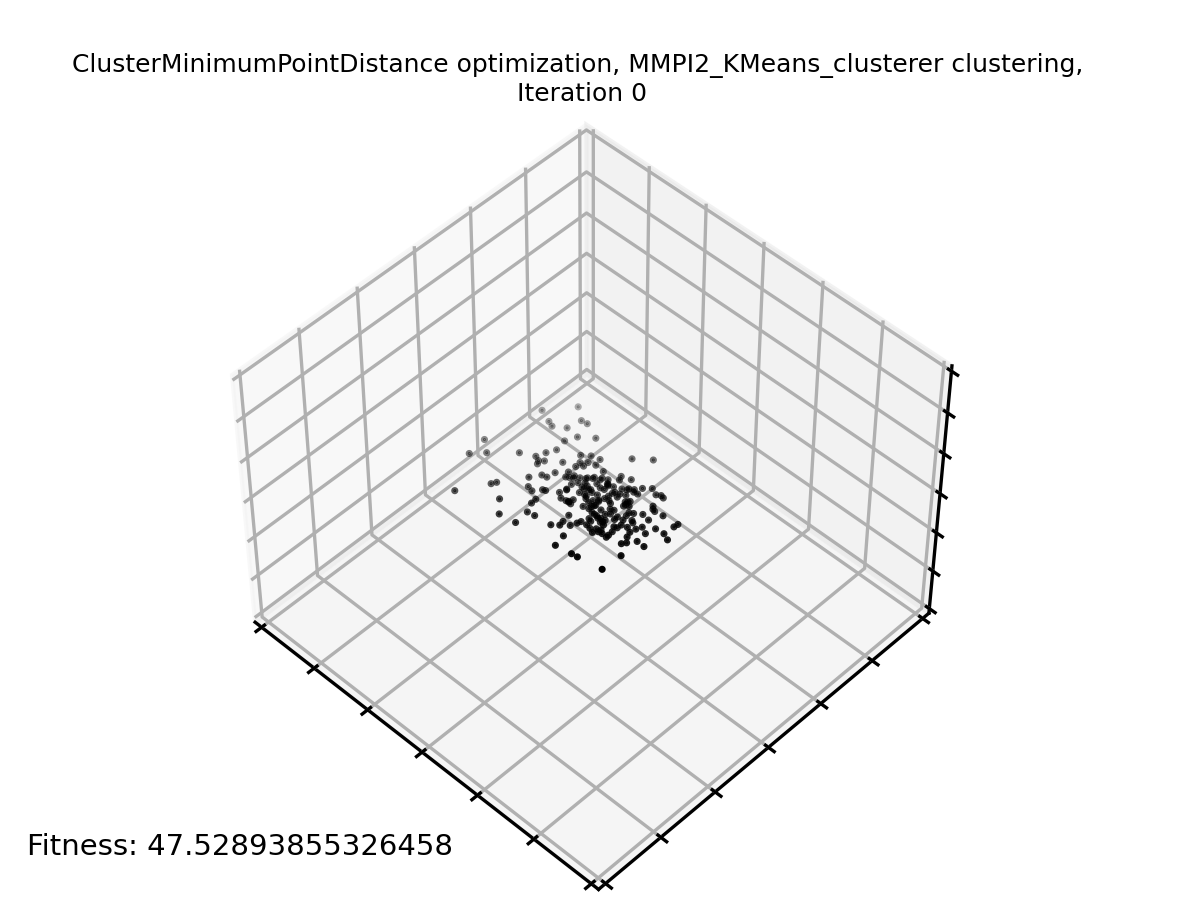 ClusterMinimumPointDistance optimization, MMPI2_KMeans_clusterer clustering,
Iteration 0
Fitness: 47.52893855326458